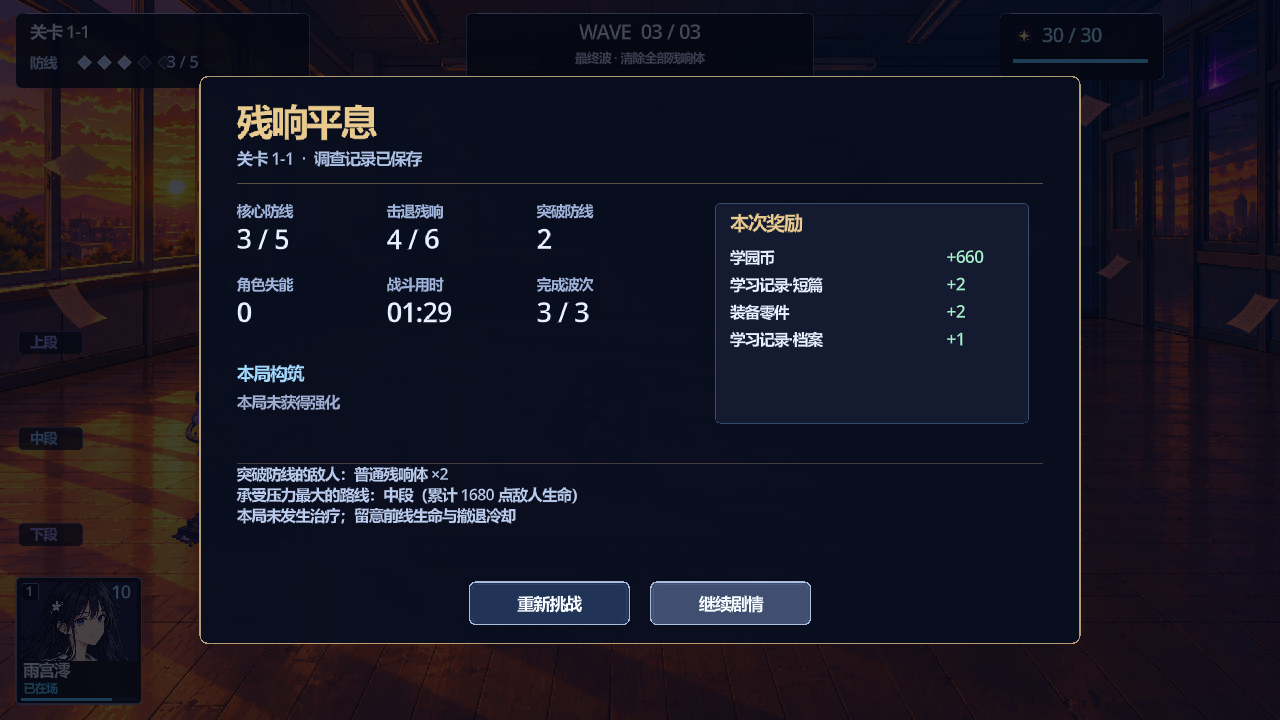 关卡 1-1
防线 3 / 5
WAVE 03 / 03
最终波 · 清除全部残响体
30 / 30
残响平息
关卡 1-1 · 调查记录已保存
核心防线 击退残响 突破防线
3 / 5 4 / 6 2
角色失能 战斗用时 完成波次
0 01:29 3 / 3
本局构筑
本局未获得强化
本次奖励
学园币 +660
学习记录·短篇 +2
装备零件 +2
学习记录·档案 +1
突破防线的敌人：普通残响体 ×2
承受压力最大的路线：中段（累计 1680 点敌人生命）
本局未发生治疗；留意前线生命与撤退冷却
重新挑战 继续剧情
上段
中段
下段
1 10
雨宫澪
已在场